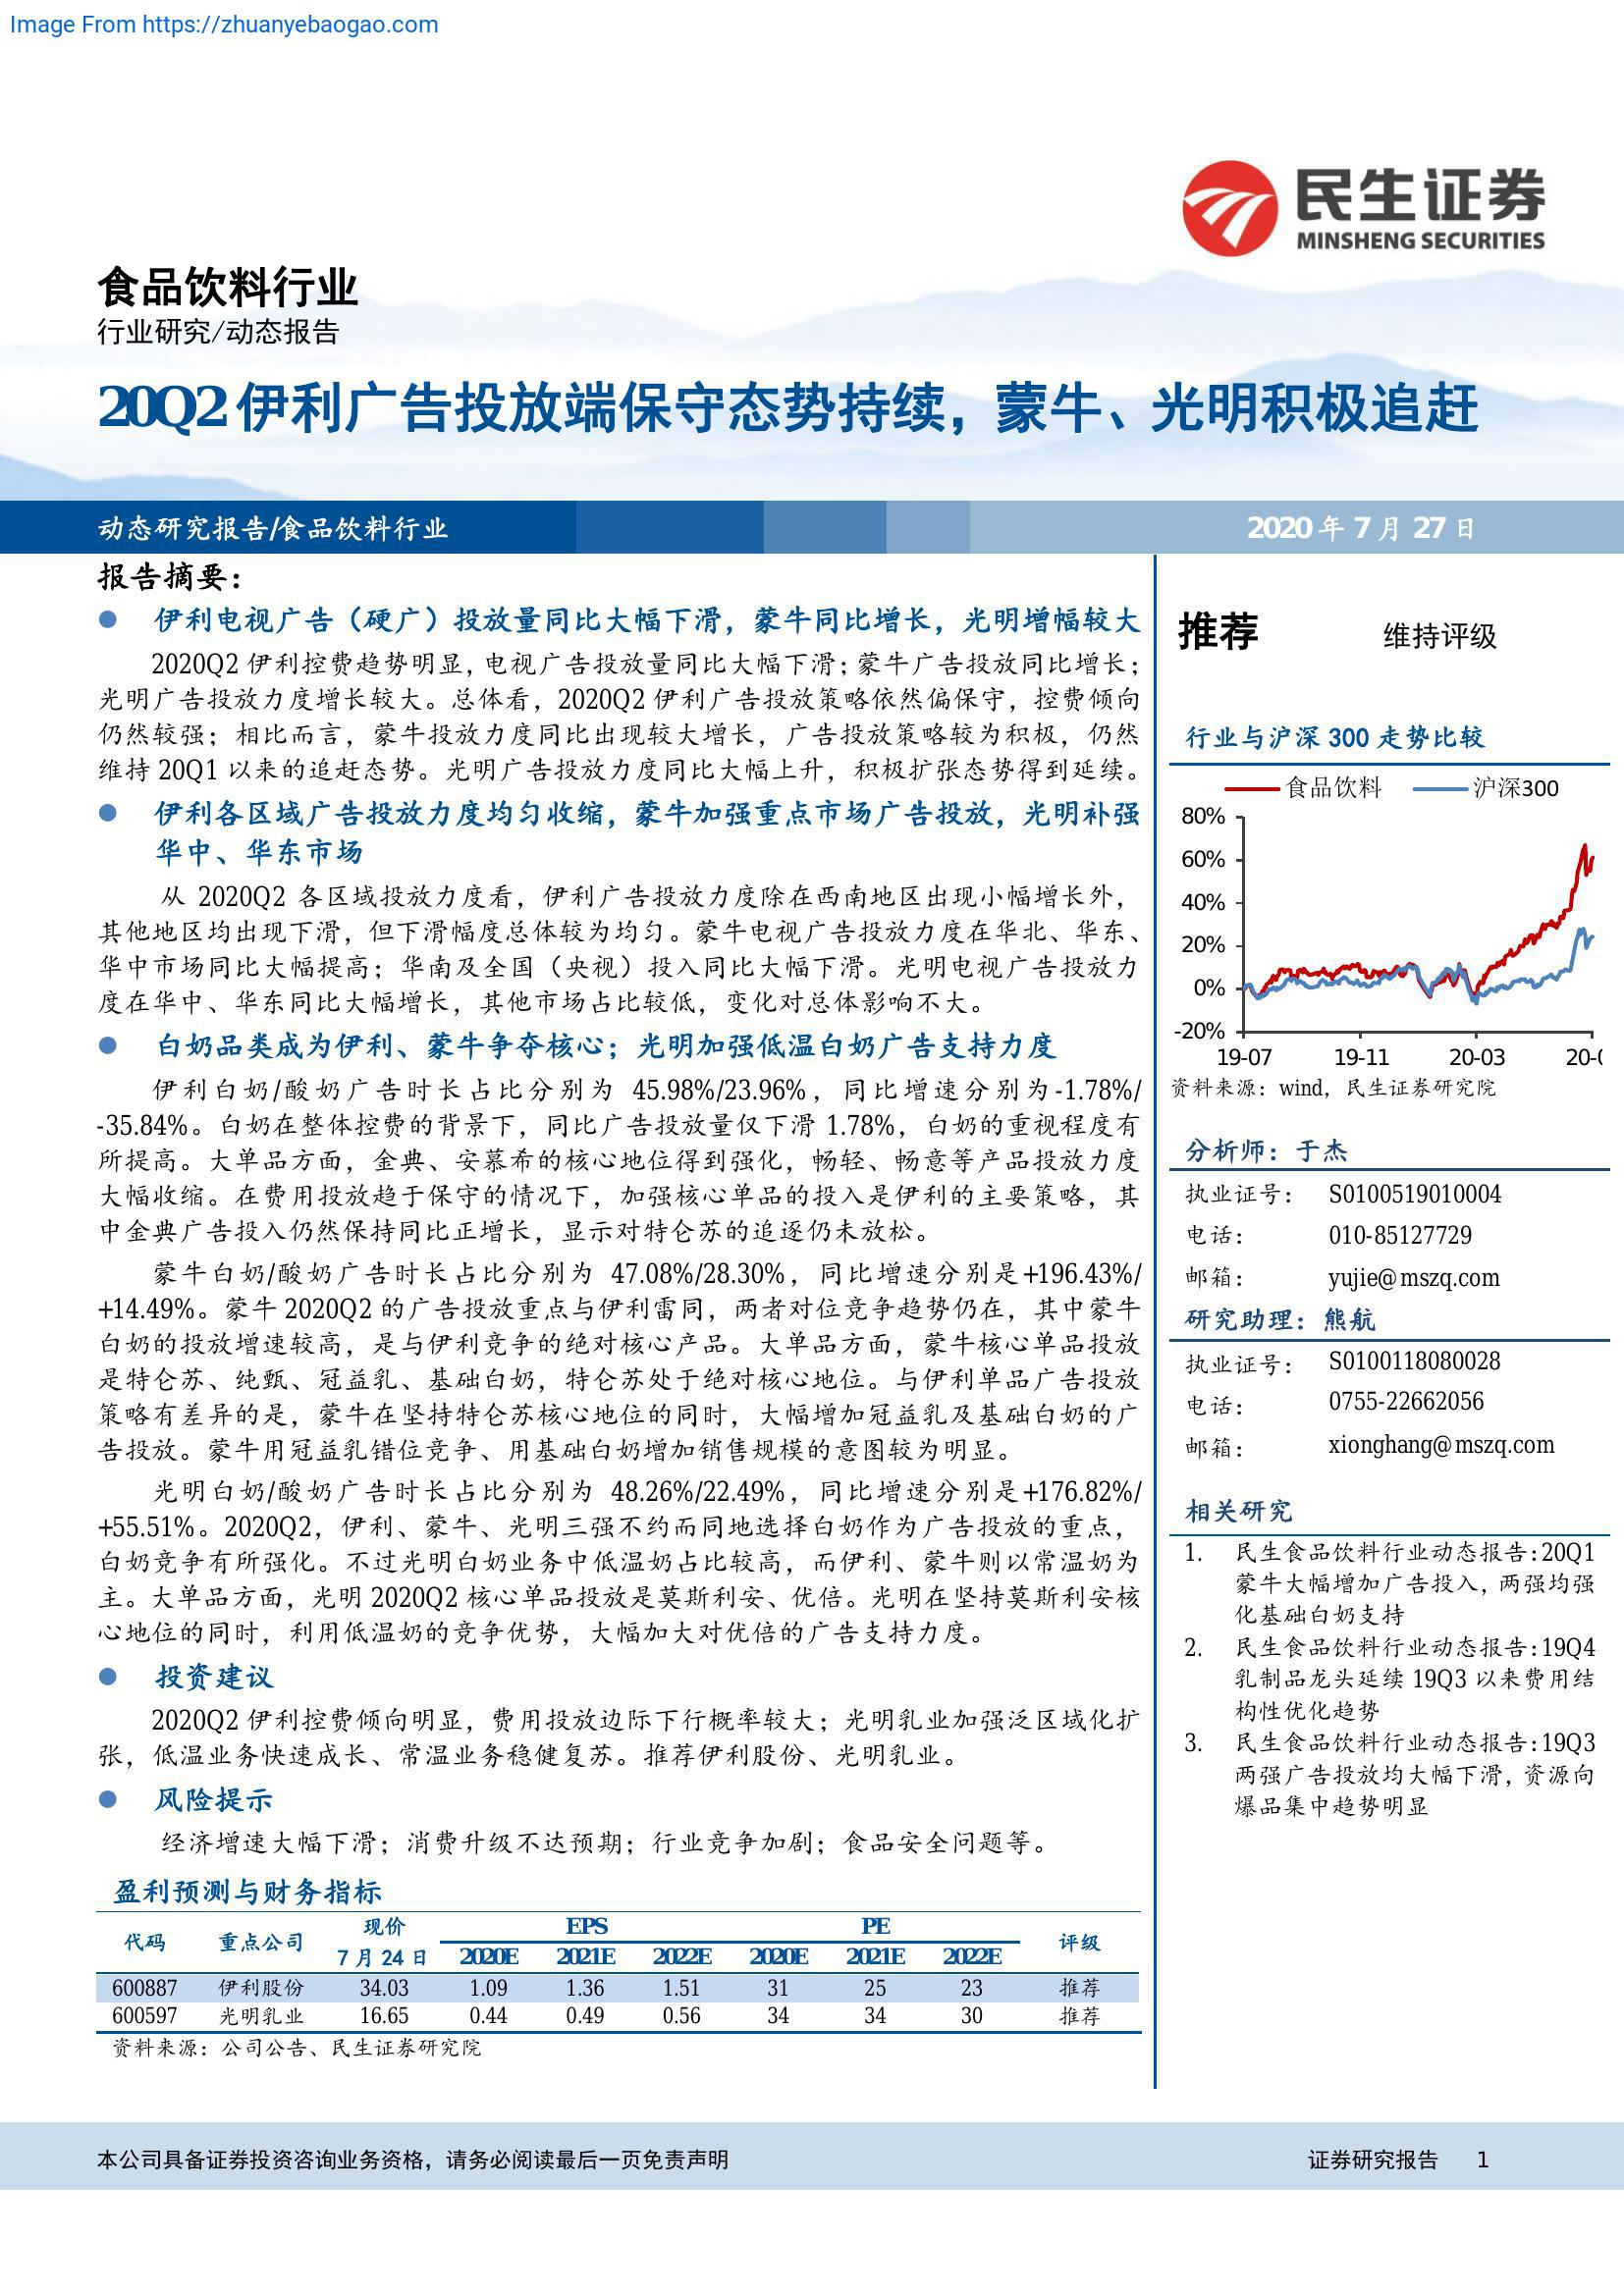 Image From https://zhuanyebaogao.com
民生证券
MINSHENG SECURITIES
食品饮料行业
行业研究/动态报告
20Q2伊利广告投放端保守态势持续，蒙牛、光明积极追赶
动态研究报告/食品饮料行业
2020 年 7 月 27 日
报告摘要：
● 伊利电视广告（硬广）投放量同比大幅下滑，蒙牛同比增长，光明增幅较大
2020Q2 伊利控费趋势明显，电视广告投放量同比大幅下滑；蒙牛广告投放同比增长；
光明广告投放力度增长较大。总体看，2020Q2 伊利广告投放策略依然偏保守，控费倾向
仍然较强；相比而言，蒙牛投放力度同比出现较大增长，广告投放策略较为积极，仍然
维持 20Q1 以来的追赶态势。光明广告投放力度同比大幅上升，积极扩张态势得到延续。
● 伊利各区域广告投放力度均匀收缩，蒙牛加强重点市场广告投放，光明补强
华中、华东市场
从 2020Q2 各区域投放力度看，伊利广告投放力度除在西南地区出现小幅增长外，
其他地区均出现下滑，但下滑幅度总体较为均匀。蒙牛电视广告投放力度在华北、华东、
华中市场同比大幅提高；华南及全国（央视）投入同比大幅下滑。光明电视广告投放力
度在华中、华东同比大幅增长，其他市场占比较低，变化对总体影响不大。
● 白奶品类成为伊利、蒙牛争夺核心；光明加强低温白奶广告支持力度
伊利白奶/酸奶广告时长占比分别为 45.98%/23.96%，同比增速分别为-1.78%/
-35.84%。白奶在整体控费的背景下，同比广告投放量仅下滑 1.78%，白奶的重视程度有
所提高。大单品方面，金典、安慕希的核心地位得到强化，畅轻、畅意等产品投放力度
大幅收缩。在费用投放趋于保守的情况下，加强核心单品的投入是伊利的主要策略，其
中金典广告投入仍然保持同比正增长，显示对特仑苏的追逐仍未放松。
蒙牛白奶/酸奶广告时长占比分别为 47.08%/28.30%，同比增速分别是+196.43%/
+14.49%。蒙牛 2020Q2 的广告投放重点与伊利雷同，两者对位竞争趋势仍在，其中蒙牛
白奶的投放增速较高，是与伊利竞争的绝对核心产品。大单品方面，蒙牛核心单品投放
是特仑苏、纯甄、冠益乳、基础白奶，特仑苏处于绝对核心地位。与伊利单品广告投放
策略有差异的是，蒙牛在坚持特仑苏核心地位的同时，大幅增加冠益乳及基础白奶的广
告投放。蒙牛用冠益乳错位竞争、用基础白奶增加销售规模的意图较为明显。
光明白奶/酸奶广告时长占比分别为 48.26%/22.49%，同比增速分别是+176.82%/
+55.51%。2020Q2，伊利、蒙牛、光明三强不约而同地选择白奶作为广告投放的重点，
白奶竞争有所强化。不过光明白奶业务中低温奶占比较高，而伊利、蒙牛则以常温奶为
主。大单品方面，光明 2020Q2 核心单品投放是莫斯利安、优倍。光明在坚持莫斯利安核
心地位的同时，利用低温奶的竞争优势，大幅加大对优倍的广告支持力度。
● 投资建议
2020Q2 伊利控费倾向明显，费用投放边际下行概率较大；光明乳业加强泛区域化扩
张，低温业务快速成长、常温业务稳健复苏。推荐伊利股份、光明乳业。
● 风险提示
经济增速大幅下滑；消费升级不达预期；行业竞争加剧；食品安全问题等。
盈利预测与财务指标
代码 重点公司 现价 EPS PE 评级
7 月 24 日 2020E 2021E 2022E 2020E 2021E 2022E
600887 伊利股份 34.03 1.09 1.36 1.51 31 25 23 推荐
600597 光明乳业 16.65 0.44 0.49 0.56 34 34 30 推荐
资料来源：公司公告、民生证券研究院
推荐 维持评级
行业与沪深 300 走势比较
食品饮料 沪深300
80%
60%
40%
20%
0%
-20%
19-07 19-11 20-03
资料来源：wind，民生证券研究院
分析师：于杰
执业证号： S0100519010004
电话： 010-85127729
邮箱： yujie@mszq.com
研究助理：熊航
执业证号： S0100118080028
电话： 0755-22662056
邮箱： xionghang@mszq.com
相关研究
1. 民生食品饮料行业动态报告:20Q1
蒙牛大幅增加广告投入，两强均强
化基础白奶支持
2. 民生食品饮料行业动态报告:19Q4
乳制品龙头延续 19Q3 以来费用结
构性优化趋势
3. 民生食品饮料行业动态报告:19Q3
两强广告投放均大幅下滑，资源向
爆品集中趋势明显
本公司具备证券投资咨询业务资格，请务必阅读最后一页免责声明
证券研究报告 1